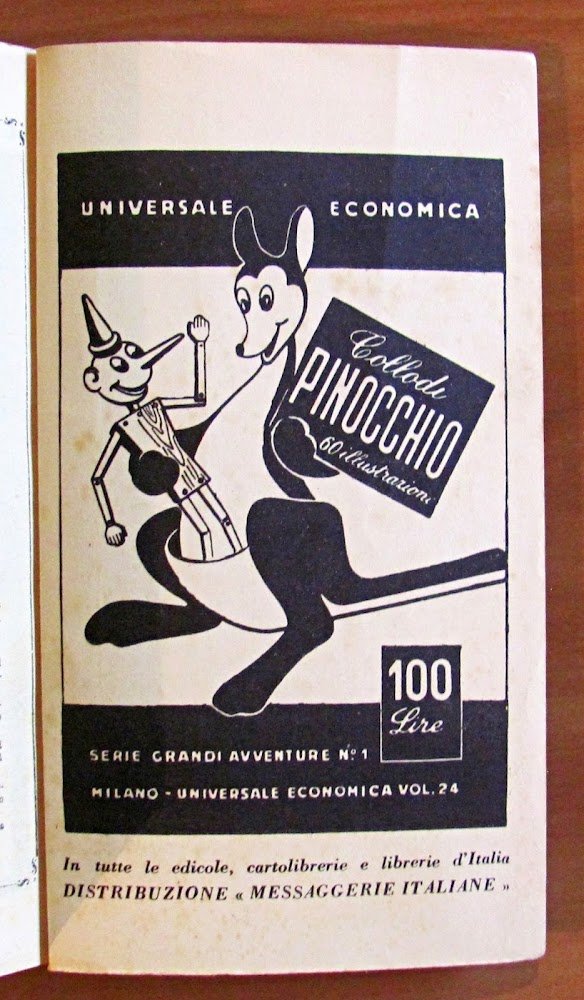 UNIVERSALE ECONOMICA
Collodi
PINOCCHIO
60 illustrazioni
100
Lire
SERIE GRANDI AVVENTURE N.º 1
MILANO - UNIVERSALE ECONOMICA VOL. 24
In tutte le edicole, cartolibrerie e librerie d'Italia
DISTRIBUZIONE « MESSAGGERIE ITALIANE »